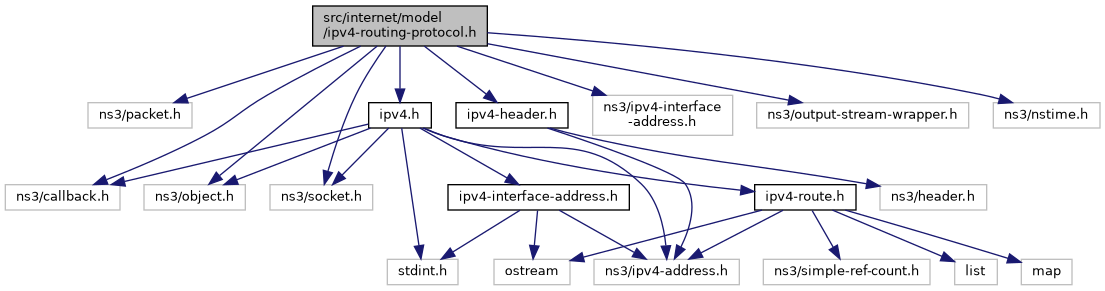 src/internet/model
/ipv4-routing-protocol.h
ns3/packet.h
ipv4.h
ipv4-header.h
ns3/ipv4-interface
-address.h
ns3/output-stream-wrapper.h
ns3/nstime.h
ns3/callback.h
ns3/object.h
ns3/socket.h
ipv4-interface-address.h
ipv4-route.h
ns3/header.h
stdint.h
ostream
ns3/ipv4-address.h
ns3/simple-ref-count.h
list
map